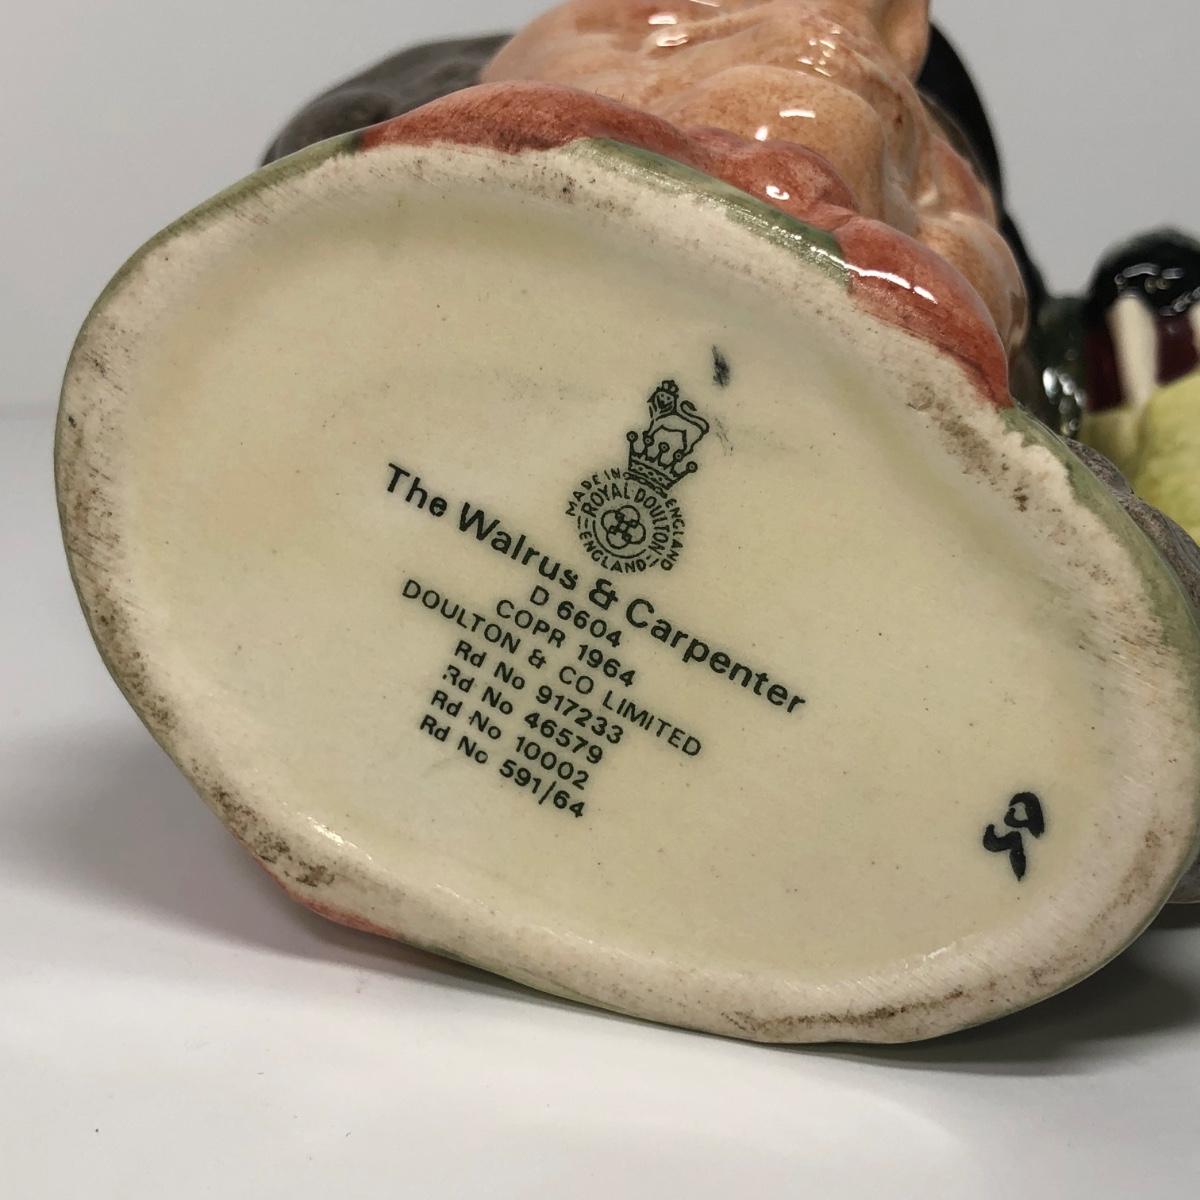 MADE IN ENGLAND
ROYAL DOULTON
ENGLAND
The Walrus & Carpenter
D 6604
COPR 1964
DOULTON & CO LIMITED
Rd No 917233
Rd No 46579
Rd No 10002
Rd No 591/64